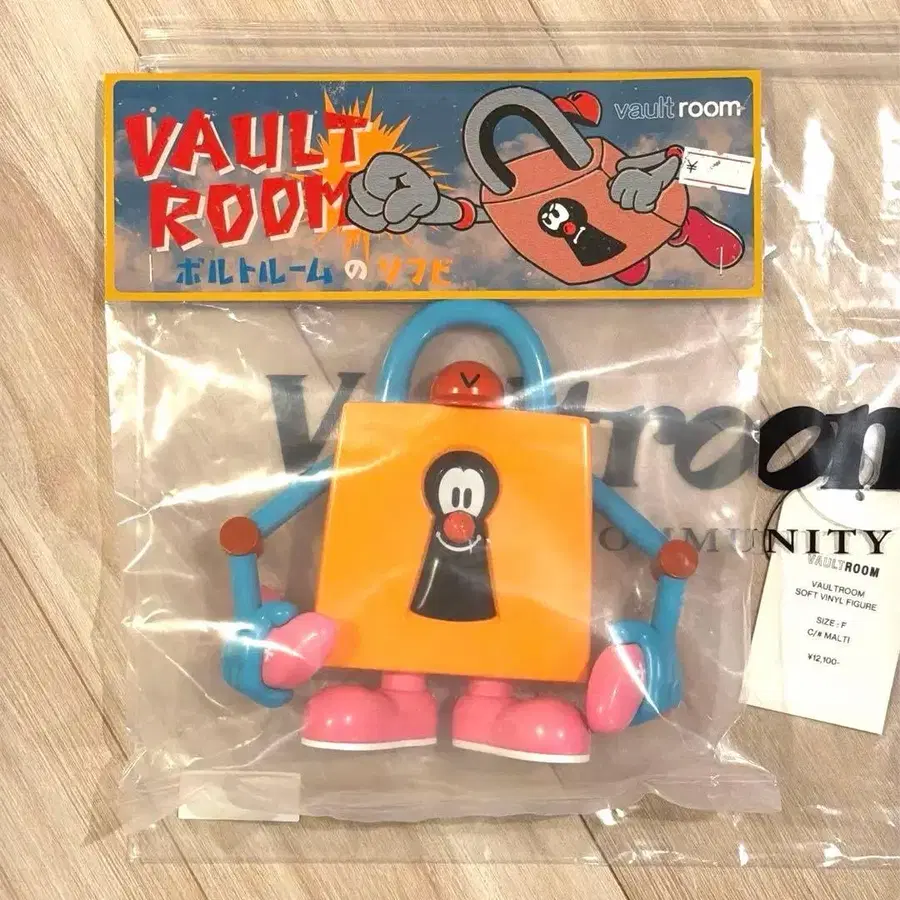 VAULT
ROOM
ボルトルームのソフビ
vaultroom
¥
Vaultroom
COMMUNITY
VAULTROOM
VAULTROOM
SOFT VINYL FIGURE
SIZE:F
C/# MALTI
¥12,100-